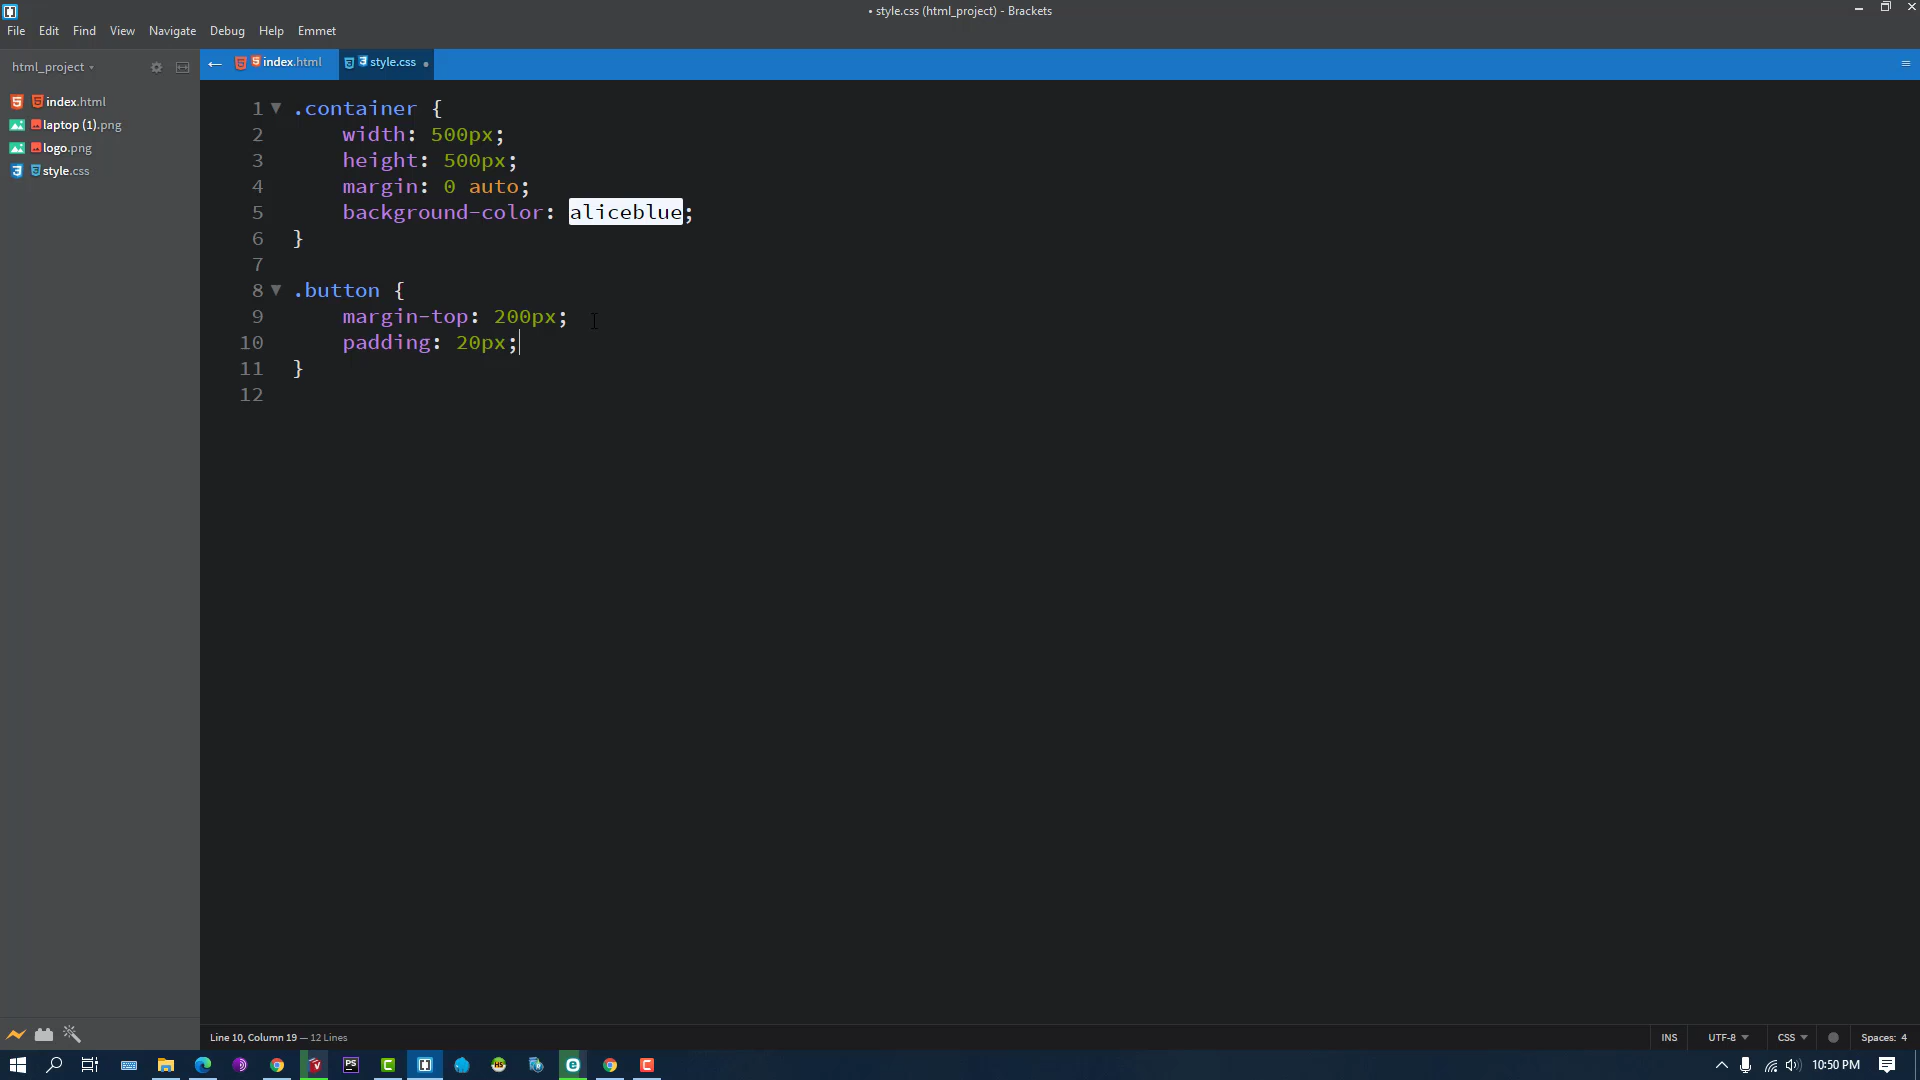 • style.css (html_project) - Brackets
File Edit Find View Navigate Debug Help Emmet
html_project
index.html
laptop (1).png
logo.png
style.css
index.html style.css
1 .container {
2 width: 500px;
3 height: 500px;
4 margin: 0 auto;
5 background-color: aliceblue;
6 }
7
8 .button {
9 margin-top: 200px;
10 padding: 20px;
11 }
12
Line 10, Column 19 — 12 Lines
INS UTF-8 CSS Spaces: 4
10:50 PM